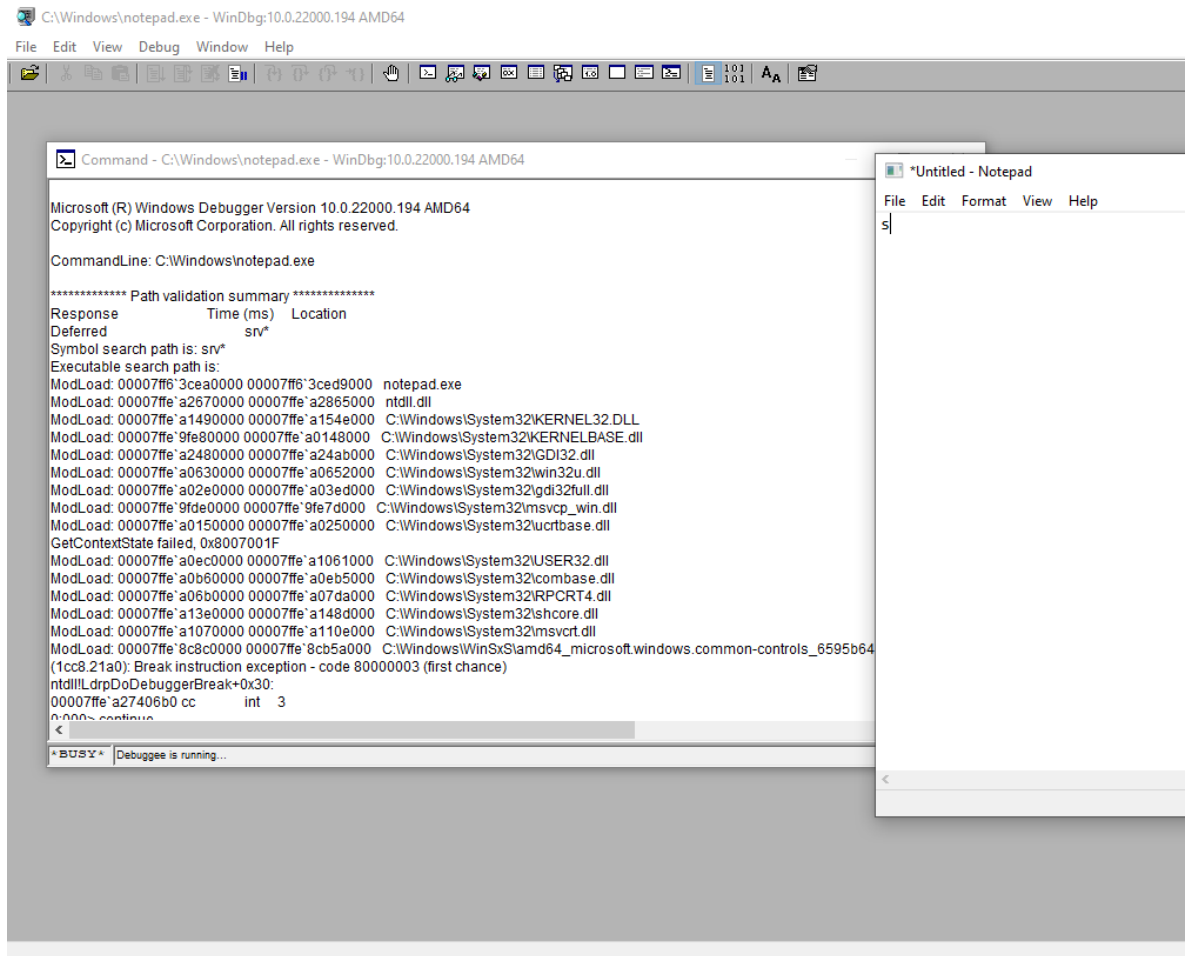 C:\Windows\notepad.exe - WinDbg:10.0.22000.194 AMD64
File Edit View Debug Window Help
Command - C:\Windows\notepad.exe - WinDbg:10.0.22000.194 AMD64
Microsoft (R) Windows Debugger Version 10.0.22000.194 AMD64
Copyright (c) Microsoft Corporation. All rights reserved.
CommandLine: C:\Windows\notepad.exe
************* Path validation summary **************
Response Time (ms) Location
Deferred srv*
Symbol search path is: srv*
Executable search path is:
ModLoad: 00007ff6`3cea0000 00007ff6`3ced9000 notepad.exe
ModLoad: 00007ffe`a2670000 00007ffe`a2865000 ntdll.dll
ModLoad: 00007ffe`a1490000 00007ffe`a154e000 C:\Windows\System32\KERNEL32.DLL
ModLoad: 00007ffe`9fe80000 00007ffe`a0148000 C:\Windows\System32\KERNELBASE.dll
ModLoad: 00007ffe`a2480000 00007ffe`a24ab000 C:\Windows\System32\GDI32.dll
ModLoad: 00007ffe`a0630000 00007ffe`a0652000 C:\Windows\System32\win32u.dll
ModLoad: 00007ffe`a02e0000 00007ffe`a03ed000 C:\Windows\System32\gdi32full.dll
ModLoad: 00007ffe`9fde0000 00007ffe`9fe7d000 C:\Windows\System32\msvcp_win.dll
ModLoad: 00007ffe`a0150000 00007ffe`a0250000 C:\Windows\System32\ucrtbase.dll
GetContextState failed, 0x8007001F
ModLoad: 00007ffe`a0ec0000 00007ffe`a1061000 C:\Windows\System32\USER32.dll
ModLoad: 00007ffe`a0b60000 00007ffe`a0eb5000 C:\Windows\System32\combase.dll
ModLoad: 00007ffe`a06b0000 00007ffe`a07da000 C:\Windows\System32\RPCRT4.dll
ModLoad: 00007ffe`a13e0000 00007ffe`a148d000 C:\Windows\System32\shcore.dll
ModLoad: 00007ffe`a1070000 00007ffe`a110e000 C:\Windows\System32\msvcrt.dll
ModLoad: 00007ffe`8c8c0000 00007ffe`8cb5a000 C:\Windows\WinSxS\amd64_microsoft.windows.common-controls_6595b64
(1cc8.21a0): Break instruction exception - code 80000003 (first chance)
ntdll!LdrpDoDebuggerBreak+0x30:
00007ffe`a27406b0 cc int 3
0:000> continue
*BUSY* Debuggee is running...
*Untitled - Notepad
File Edit Format View Help
s